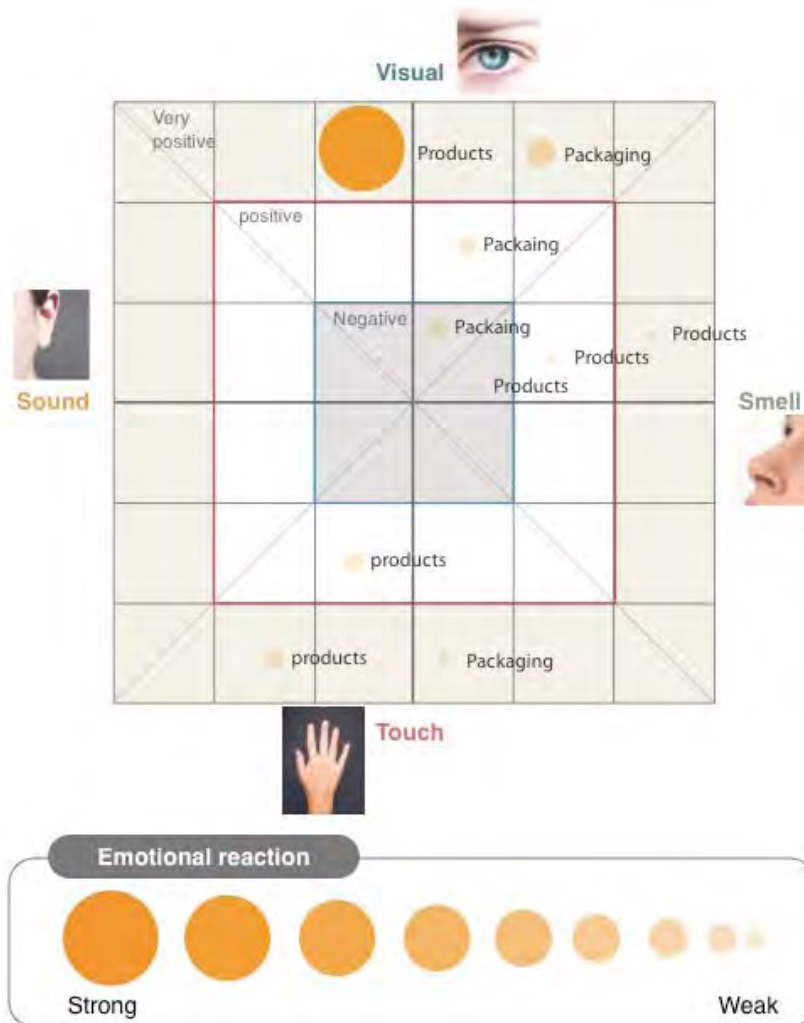 Visual
Very
positive
Products
Packaging
positive
Packaing
Negative
Packaing
Products
Products
Products
Sound
Smell
products
products
Packaging
Touch
Emotional reaction
Strong
Weak